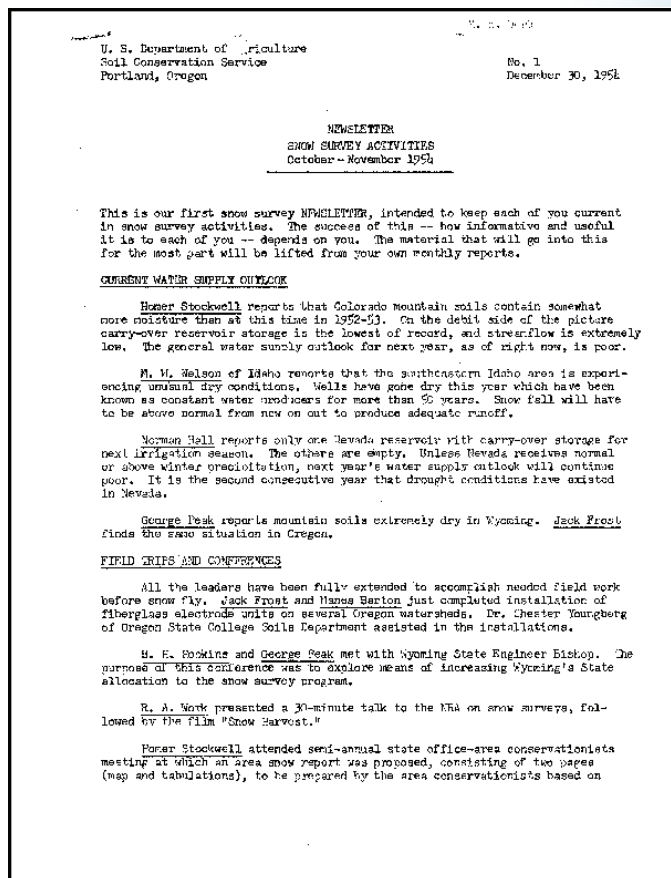 U. S. Department of riculture
Soil Conservation Service
Portland, Oregon
No. 1
December 30, 1954
NEWSLETTER
SNOW SURVEY ACTIVITIES
October - November 1954
This is our first snow survey NEWSLETTER, intended to keep each of you current
in snow survey activities. The success of this -- how informative and useful
it is to each of you -- depends on you. The material that will go into this
for the most part will be lifted from your own monthly reports.
CURRENT WATER SUPPLY OUTLOOK
Homer Stockwell reports that Colorado mountain soils contain somewhat
more moisture than at this time in 1952-53. On the debit side of the picture
carry-over reservoir storage is the lowest of record, and streamflow is extremely
low. The general water supply outlook for next year, as of right now, is poor.
M. W. Nelson of Idaho reports that the southeastern Idaho area is experi-
encing unusual dry conditions. Wells have gone dry this year which have been
known as constant water producers for more than 50 years. Snow fall will have
to be above normal from now on out to produce adequate runoff.
Norman Hall reports only one Nevada reservoir with carry-over storage for
next irrigation season. The others are empty. Unless Nevada receives normal
or above winter precipitation, next year's water supply outlook will continue
poor. It is the second consecutive year that drought conditions have existed
in Nevada.
George Peak reports mountain soils extremely dry in Wyoming. Jack Frost
finds the same situation in Oregon.
FIELD TRIPS AND CONFERENCES
All the leaders have been fully extended to accomplish needed field work
before snow fly. Jack Frost and Manes Barton just completed installation of
fiberglass electrode units on several Oregon watersheds. Dr. Chester Youngberg
of Oregon State College Soils Department assisted in the installations.
Hopkins and George Peak met with Wyoming State Engineer Bishop. The
purpose of this conference was to explore means of increasing Wyoming's State
allocation to the snow survey program.
R. A. Work presented a 30-minute talk to the on snow surveys, fol-
lowed by the film "Snow Harvest."
Homer Stockwell attended semi-annual state office-area conservationists
meeting at which an area snow report was proposed, consisting of two pages
(map and tabulations), to be prepared by the area conservationists based on